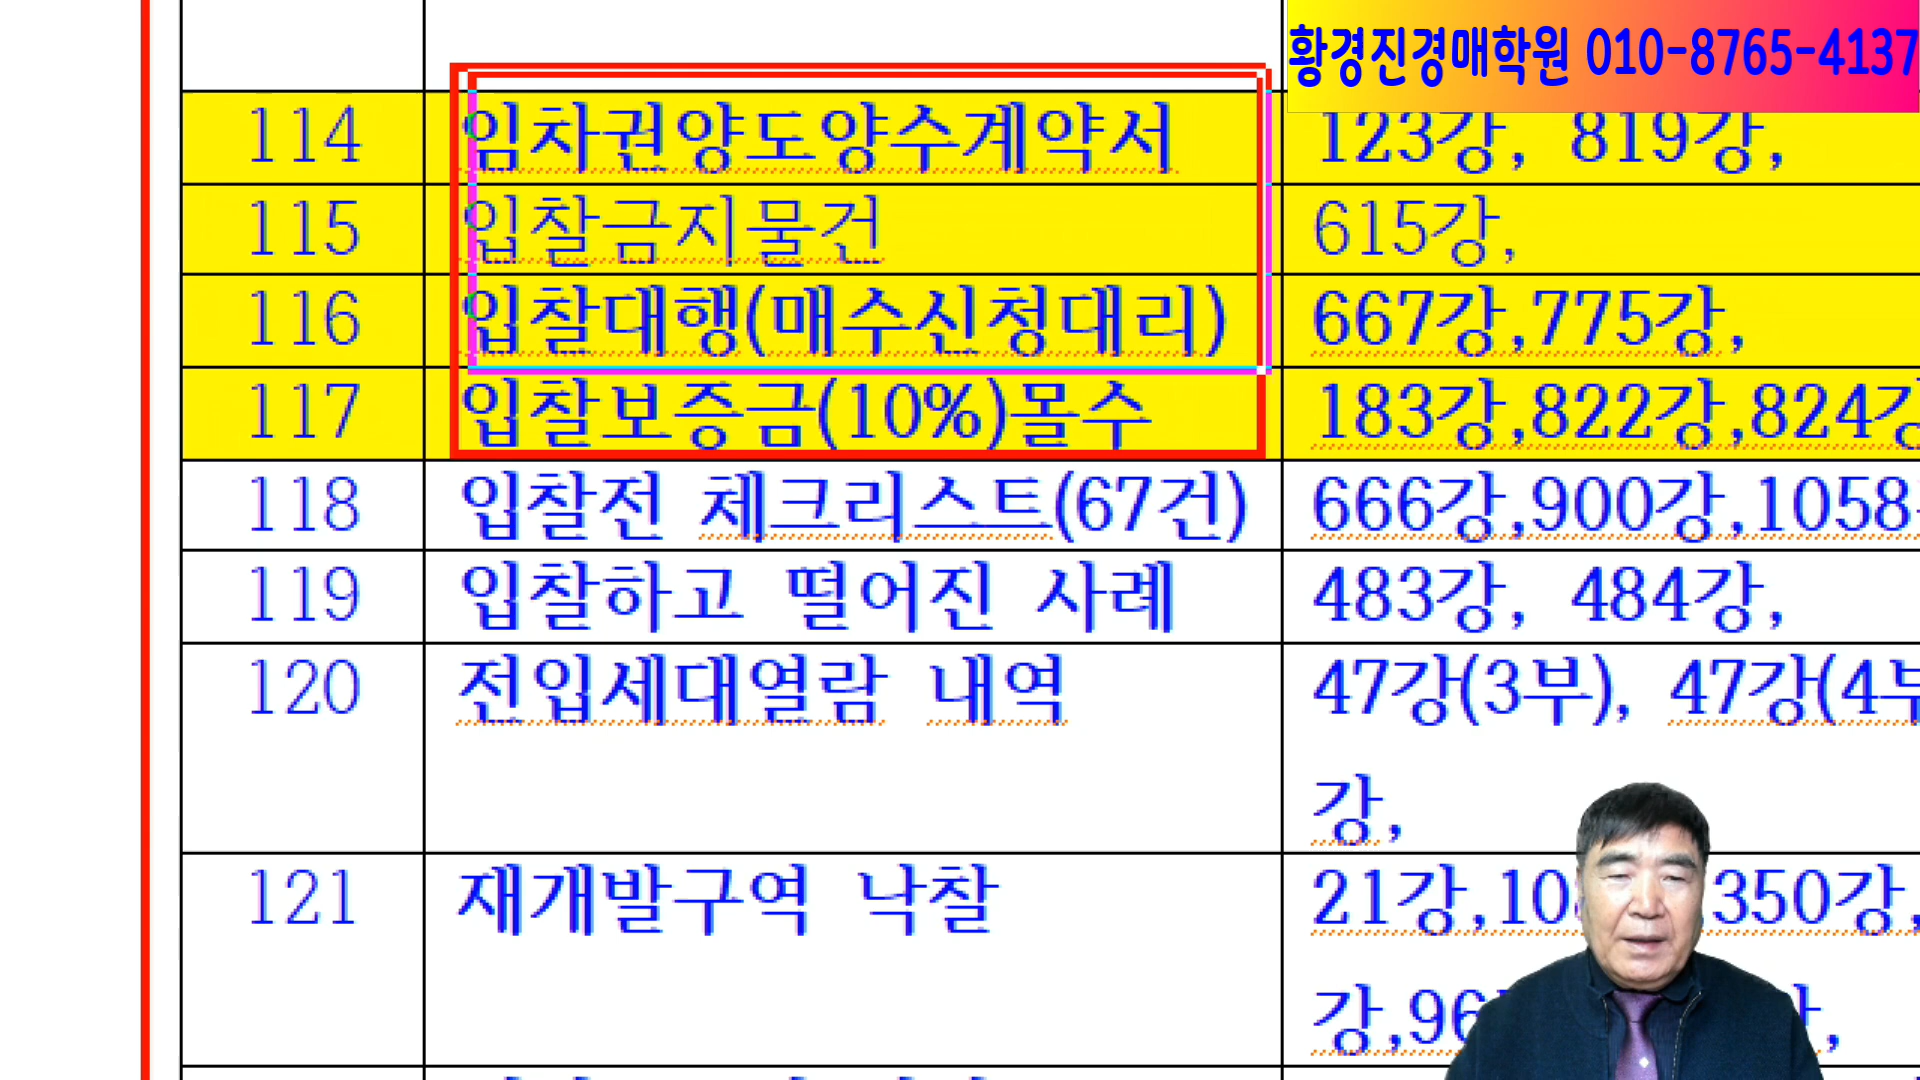 황경진경매학원 010-8765-4137
114 임차권양도양수계약서 123강, 819강,
115 입찰금지물건 615강,
116 입찰대행(매수신청대리) 667강,775강,
117 입찰보증금(10%)몰수 183강,822강,824강
118 입찰전 체크리스트(67건) 666강,900강,1058
119 입찰하고 떨어진 사례 483강, 484강,
120 전입세대열람 내역 47강(3부), 47강(4부
강,
121 재개발구역 낙찰 21강, 350강,
강,